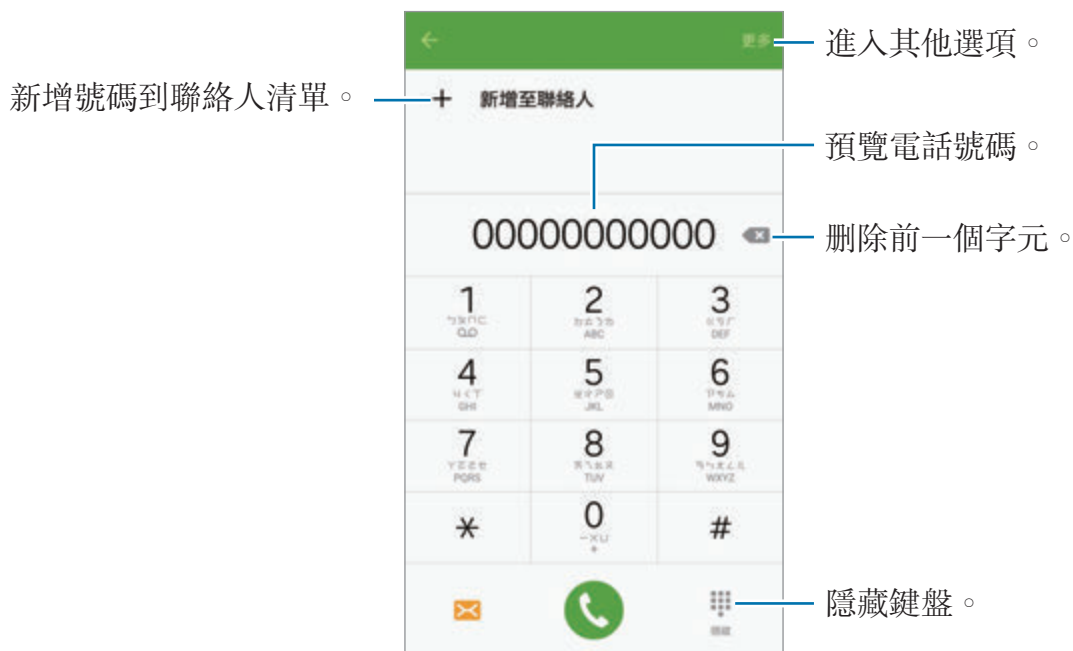 更多
進入其他選項。
新增號碼到聯絡人清單。
新增至聯絡人
預覽電話號碼。
00000000000
刪除前一個字元。
1
2
ABC
3
DEF
4
GHI
5
JKL
6
MNO
7
PQRS
8
TUV
9
WXYZ
*
0
+
#
隱藏鍵盤。
隱藏